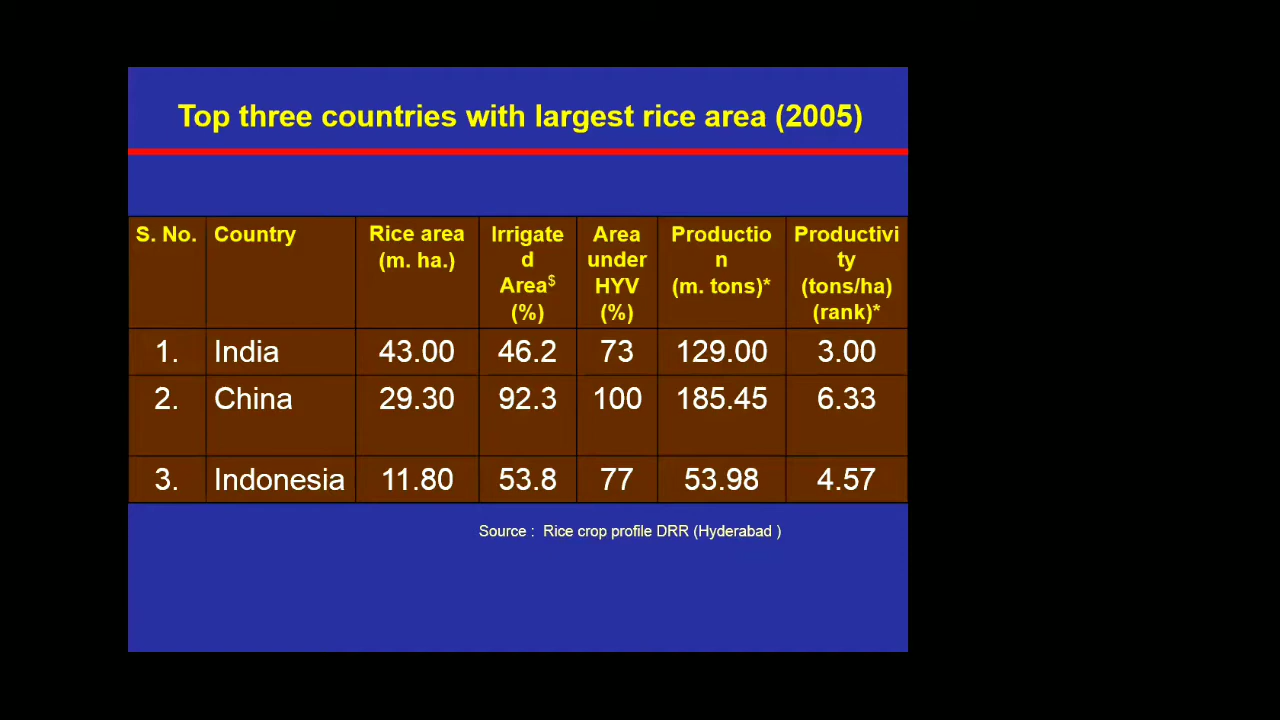 Top three countries with largest rice area (2005)
S. No. Country Rice area (m. ha.) Irrigate d Area$ (%) Area under HYV (%) Productio n (m. tons)* Productivi ty (tons/ha) (rank)*
1. India 43.00 46.2 73 129.00 3.00
2. China 29.30 92.3 100 185.45 6.33
3. Indonesia 11.80 53.8 77 53.98 4.57
Source : Rice crop profile DRR (Hyderabad )